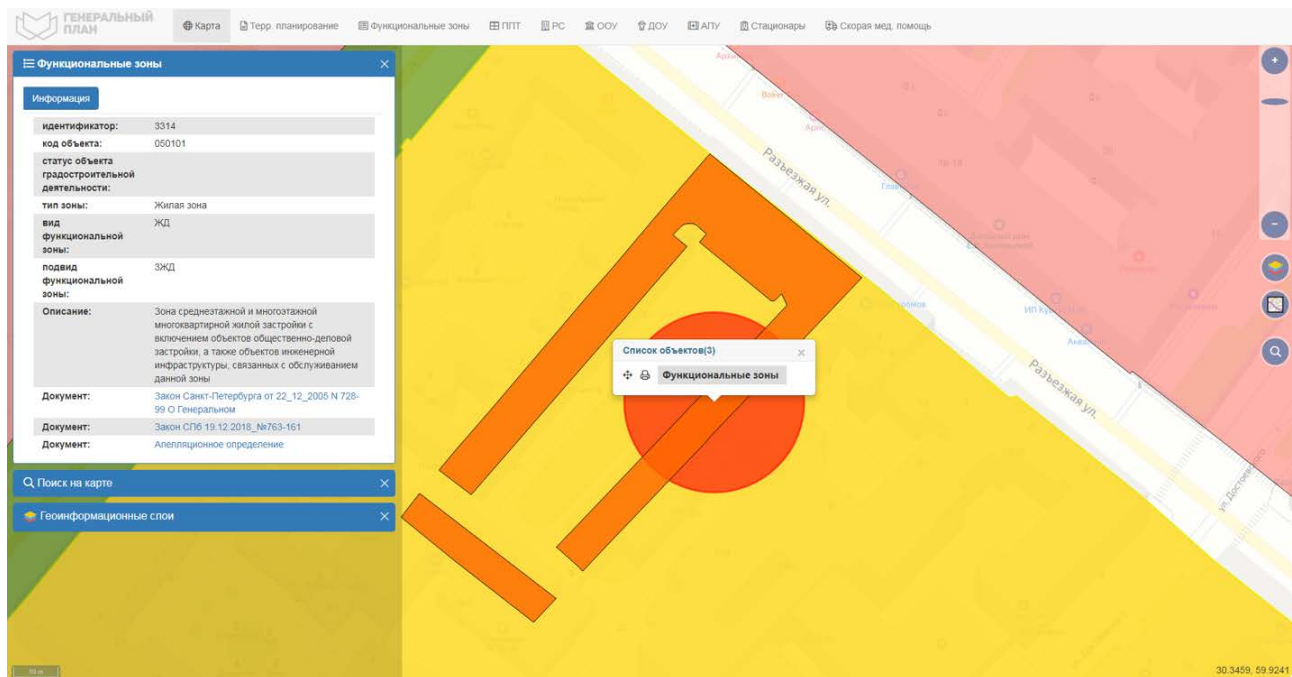 ГЕНЕРАЛЬНЫЙ
ПЛАН
Карта
Терр. планирование
Функциональные зоны
ППТ
РС
ООУ
ДОУ
АПУ
Стационары
Скорая мед. помощь
Функциональные зоны
Информация
идентификатор: 3314
код объекта: 050101
статус объекта
градостроительной
деятельности:
тип зоны: Жилая зона
вид ЖД
функциональной
зоны:
подвид 3ЖД
функциональной
зоны:
Описание: Зона среднеэтажной и многоэтажной
многоквартирной жилой застройки с
включением объектов общественно-деловой
застройки, а также объектов инженерной
инфраструктуры, связанных с обслуживанием
данной зоны
Документ: Закон Санкт-Петербурга от 22_12_2005 N 728-
99 О Генеральном
Документ: Закон СПб 19.12.2018_№763-161
Документ: Апелляционное определение
Поиск на карте
Геоинформационные слои
Разъезжая ул.
Список объектов(3)
Функциональные зоны
Разъезжая ул.
ул. Достоевского
30.3459, 59.9241